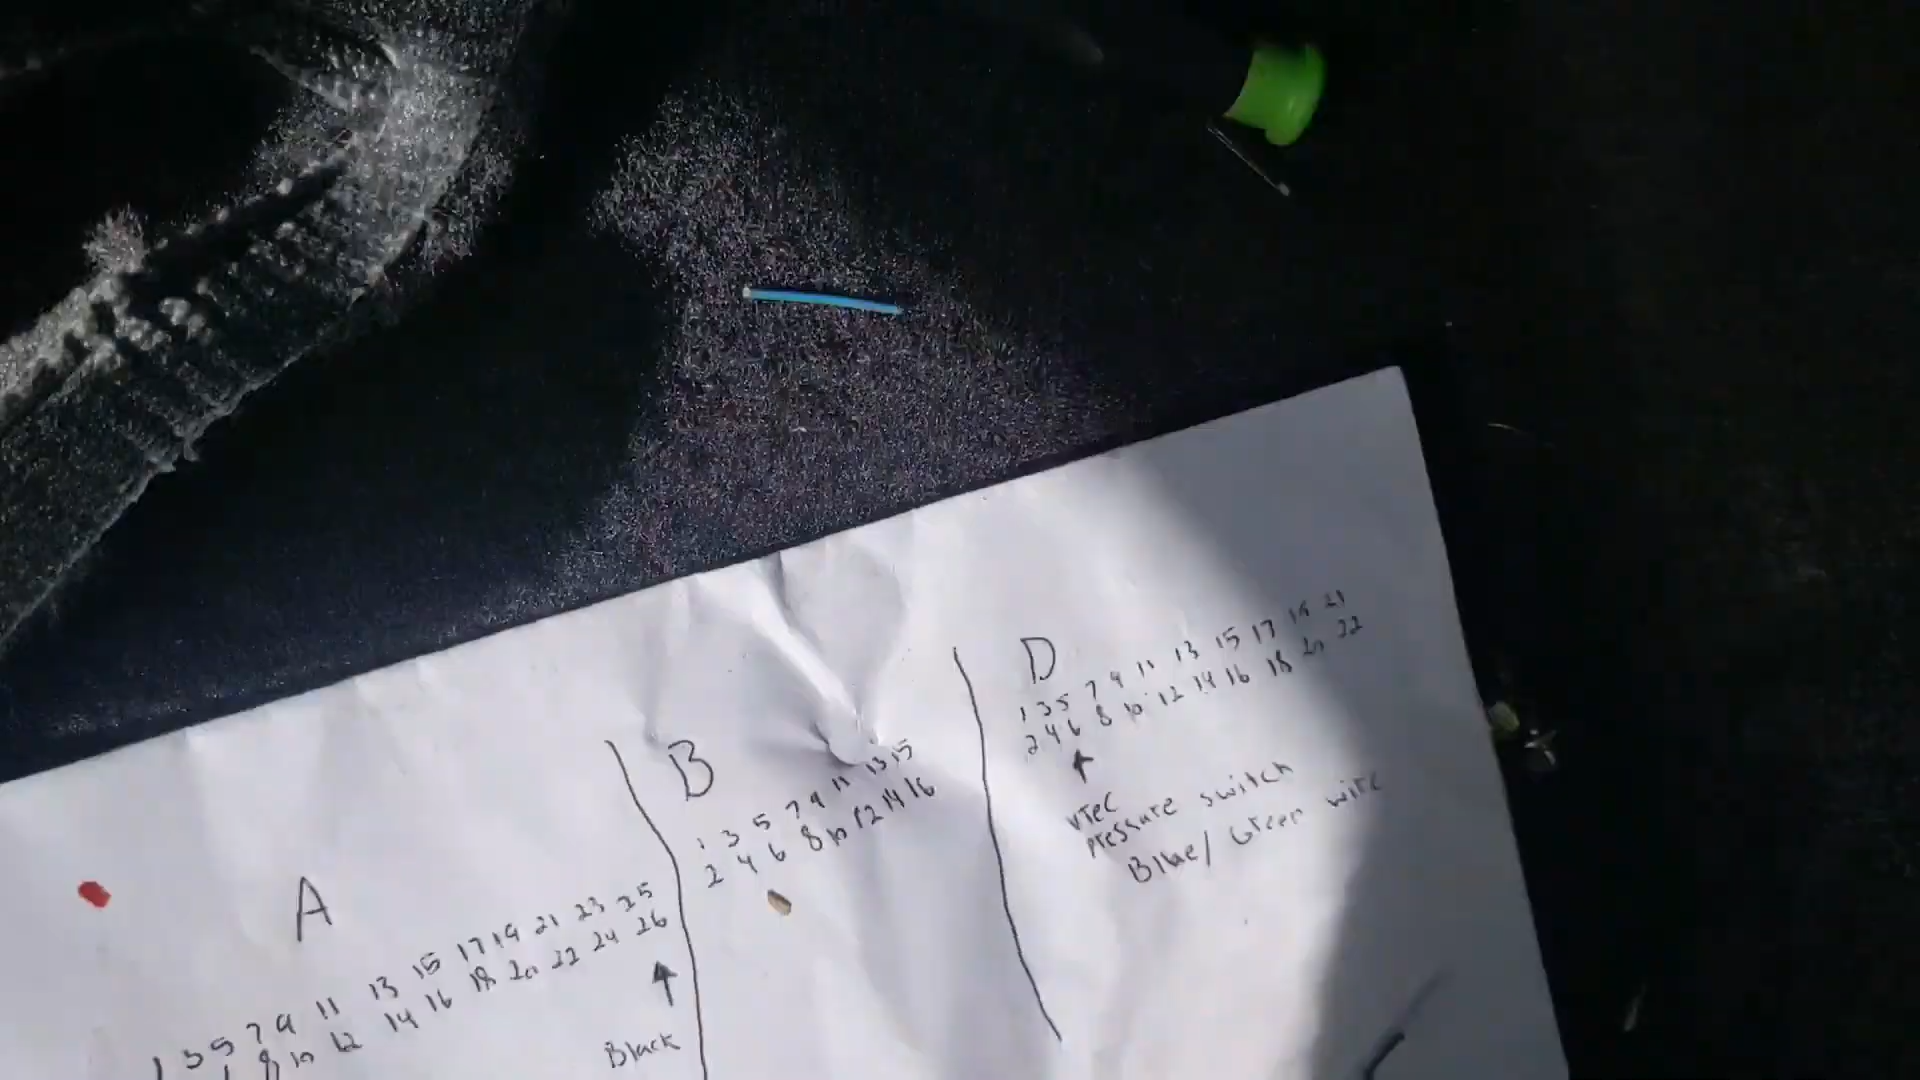 A
1 3 5 7 9 11 13 15 17 19 21 23 25
8 10 12 14 16 18 20 22 24 26
Black
B
1 3 5 7 9 11 13 15
2 4 6 8 10 12 14 16
D
1 3 5 7 9 11 13 15 17 19 21
2 4 6 8 10 12 14 16 18 20 22
VTEC
Pressure switch
Blue/Green wire